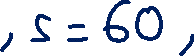 , s = 60,